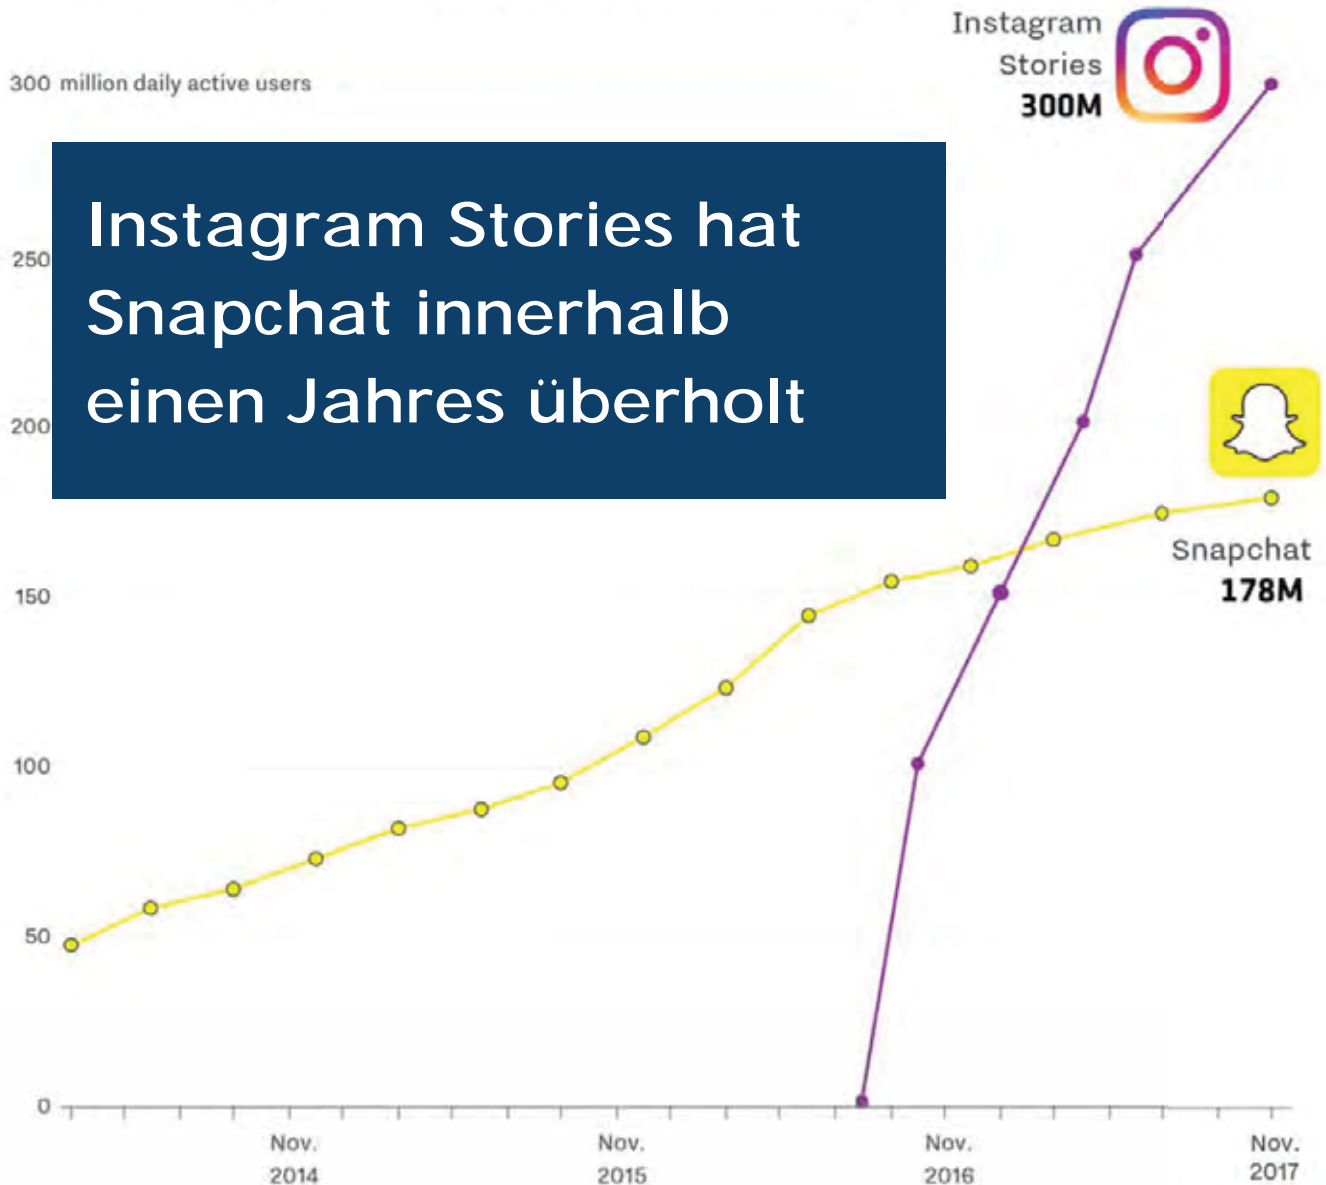 Instagram
Stories
300M
300 million daily active users
Instagram Stories hat
Snapchat innerhalb
einen Jahres überholt
250
200
150
100
50
0
Snapchat
178M
Nov.
2014
Nov.
2015
Nov.
2016
Nov.
2017